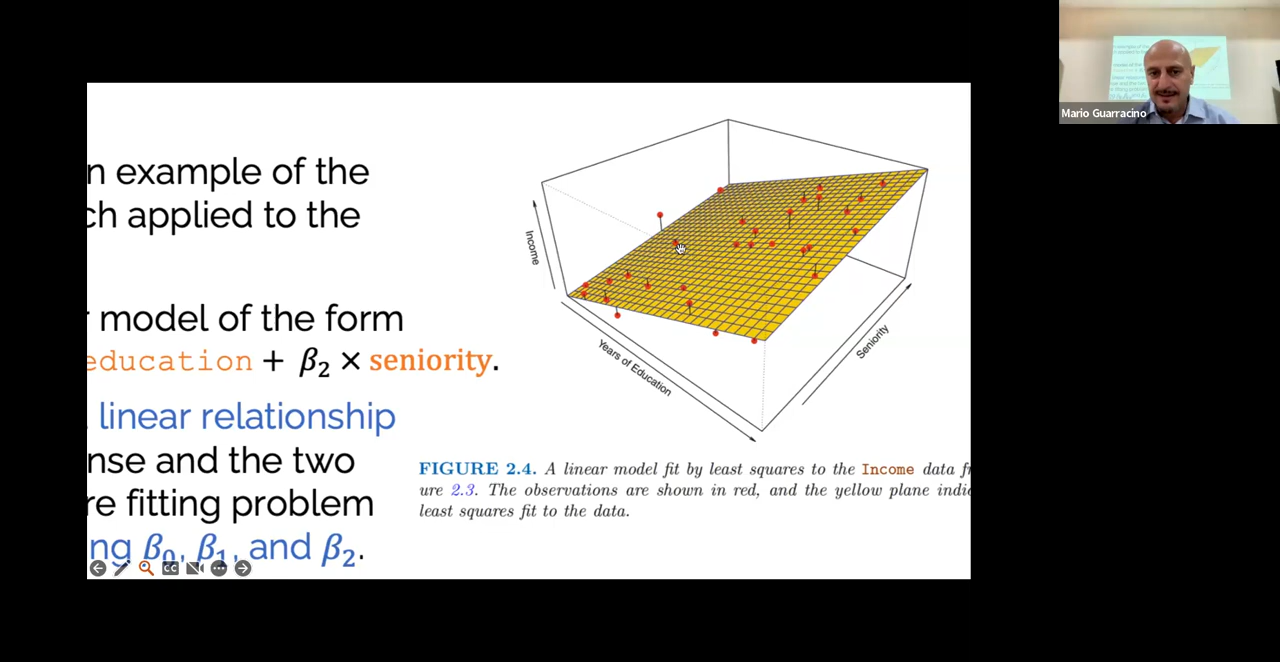 n example of the
ch applied to the
r model of the form
education + β₂ × seniority.
linear relationship
nse and the two
re fitting problem
ng β₀, β₁, and β₂.
Income
Years of Education
Seniority
FIGURE 2.4. A linear model fit by least squares to the Income data fr
ure 2.3. The observations are shown in red, and the yellow plane indic
least squares fit to the data.
CC
Mario Guarracino